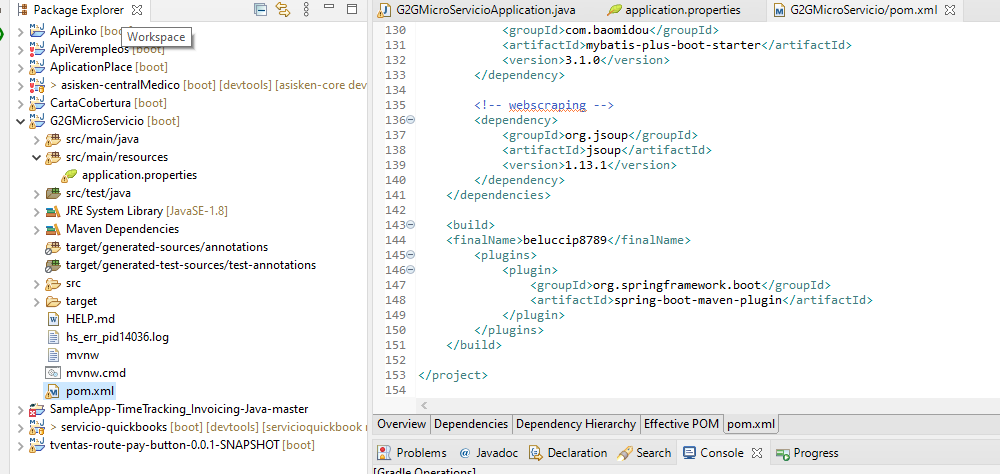 Package Explorer
ApiLinko [boot]
Workspace
ApiVerempleos [boot]
AplicationPlace [boot]
> asisken-centralMedico [boot] [devtools] [asisken-core dev
CartaCobertura [boot]
G2GMicroServicio [boot]
src/main/java
src/main/resources
application.properties
src/test/java
JRE System Library [JavaSE-1.8]
Maven Dependencies
target/generated-sources/annotations
target/generated-test-sources/test-annotations
src
target
HELP.md
hs_err_pid14036.log
mvnw
mvnw.cmd
pom.xml
SampleApp-TimeTracking_Invoicing-Java-master
> servicio-quickbooks [boot] [devtools] [servicioquickbook
tventas-route-pay-button-0.0.1-SNAPSHOT [boot]
G2GMicroServicioApplication.java application.properties G2GMicroServicio/pom.xml
130 <groupId>com.baomidou</groupId>
131 <artifactId>mybatis-plus-boot-starter</artifactId>
132 <version>3.1.0</version>
133 </dependency>
134
135 <!-- webscraping -->
136 <dependency>
137 <groupId>org.jsoup</groupId>
138 <artifactId>jsoup</artifactId>
139 <version>1.13.1</version>
140 </dependency>
141 </dependencies>
142
143 <build>
144 <finalName>beluccip8789</finalName>
145 <plugins>
146 <plugin>
147 <groupId>org.springframework.boot</groupId>
148 <artifactId>spring-boot-maven-plugin</artifactId>
149 </plugin>
150 </plugins>
151 </build>
152
153 </project>
154
Overview Dependencies Dependency Hierarchy Effective POM pom.xml
Problems @ Javadoc Declaration Search Console Progress
[Gradle Operations]